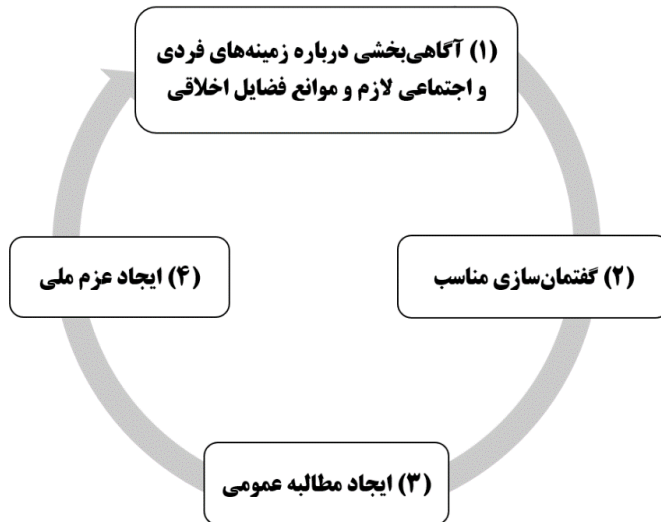 (۱) آگاهی‌بخشی درباره زمینه‌های فردی
و اجتماعی لازم و موانع فضایل اخلاقی
(۲) گفتمان‌سازی مناسب
(۳) ایجاد مطالبه عمومی
(۴) ایجاد عزم ملی